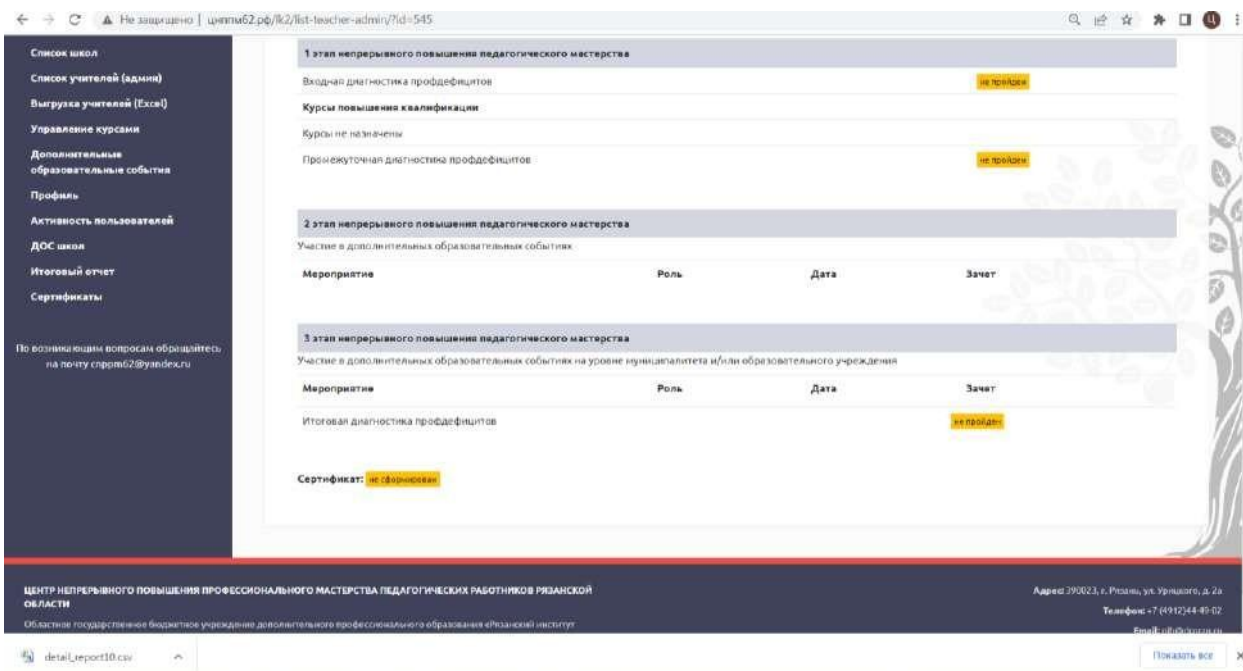 Не защищено | цнппм62.рф/lk2/list-teacher-admin/?id=545
Список школ
Список учителей (админ)
Выгрузка учителей (Excel)
Управление курсами
Дополнительные
образовательные события
Профиль
Активность пользователей
ДОС школ
Итоговый отчет
Сертификаты
По возникающим вопросам обращайтесь
на почту cnppm62@yandex.ru
1 этап непрерывного повышения педагогического мастерства
Входная диагностика профдефицитов не пройден
Курсы повышения квалификации
Курсы не назначены
Промежуточная диагностика профдефицитов не пройден
2 этап непрерывного повышения педагогического мастерства
Участие в дополнительных образовательных событиях
Мероприятие Роль Дата Зачет
3 этап непрерывного повышения педагогического мастерства
Участие в дополнительных образовательных событиях на уровне муниципалитета и/или образовательного учреждения
Мероприятие Роль Дата Зачет
Итоговая диагностика профдефицитов не пройден
Сертификат: не сформирован
ЦЕНТР НЕПРЕРЫВНОГО ПОВЫШЕНИЯ ПРОФЕССИОНАЛЬНОГО МАСТЕРСТВА ПЕДАГОГИЧЕСКИХ РАБОТНИКОВ РЯЗАНСКОЙ
ОБЛАСТИ
Областное государственное бюджетное учреждение дополнительного профессионального образования «Рязанский институт
Адрес: 390023, г. Рязань, ул. Урицкого, д. 2а
Телефон: +7 (4912)44-49-02
Email:
detail_report10.csv
Показать все